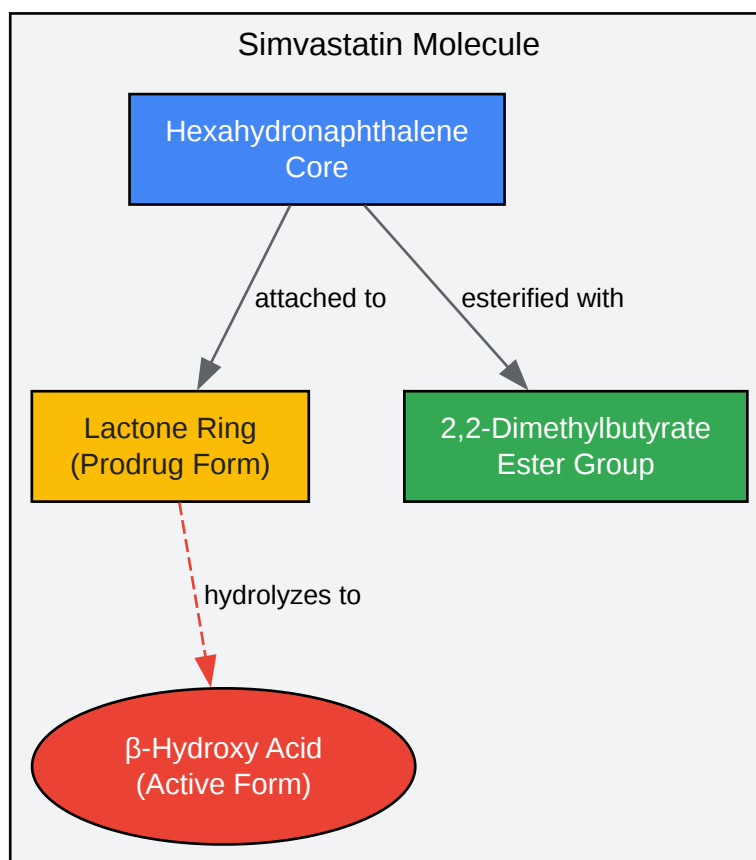 Simvastatin Molecule
Hexahydronaphthalene
Core
attached to
esterified with
Lactone Ring
(Prodrug Form)
2,2-Dimethylbutyrate
Ester Group
hydrolyzes to
β-Hydroxy Acid
(Active Form)